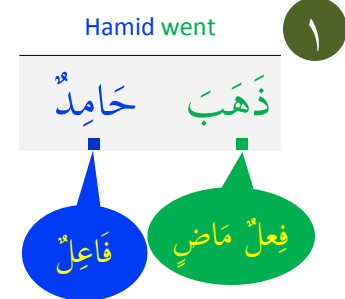 Hamid went
١
ذَهَبَ حَامِدٌ
فِعلٌ مَاضٍ
فَاعِلٌ